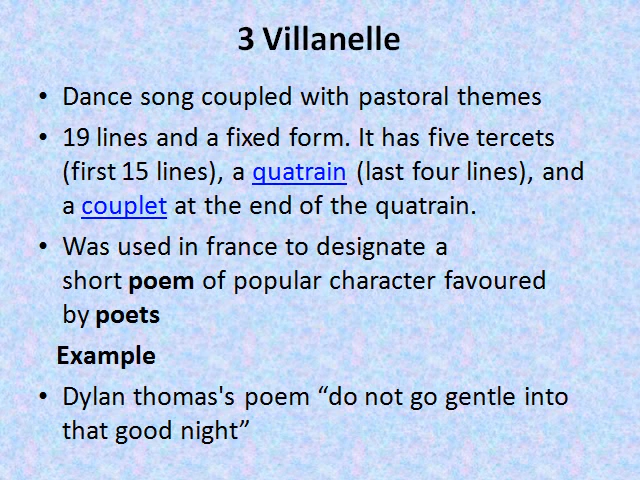 3 Villanelle
• Dance song coupled with pastoral themes
• 19 lines and a fixed form. It has five tercets
(first 15 lines), a quatrain (last four lines), and
a couplet at the end of the quatrain.
• Was used in france to designate a
short poem of popular character favoured
by poets
Example
• Dylan thomas's poem “do not go gentle into
that good night”